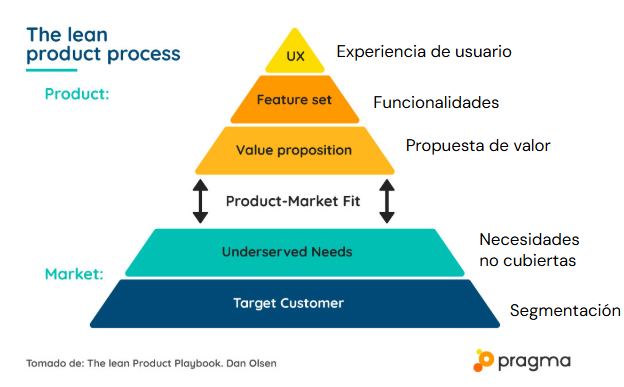 The lean
product process
Product:
UX
Experiencia de usuario
Feature set
Funcionalidades
Value proposition
Propuesta de valor
Product-Market Fit
Market:
Underserved Needs
Necesidades
no cubiertas
Target Customer
Segmentación
Tomado de: The lean Product Playbook. Dan Olsen
pragma